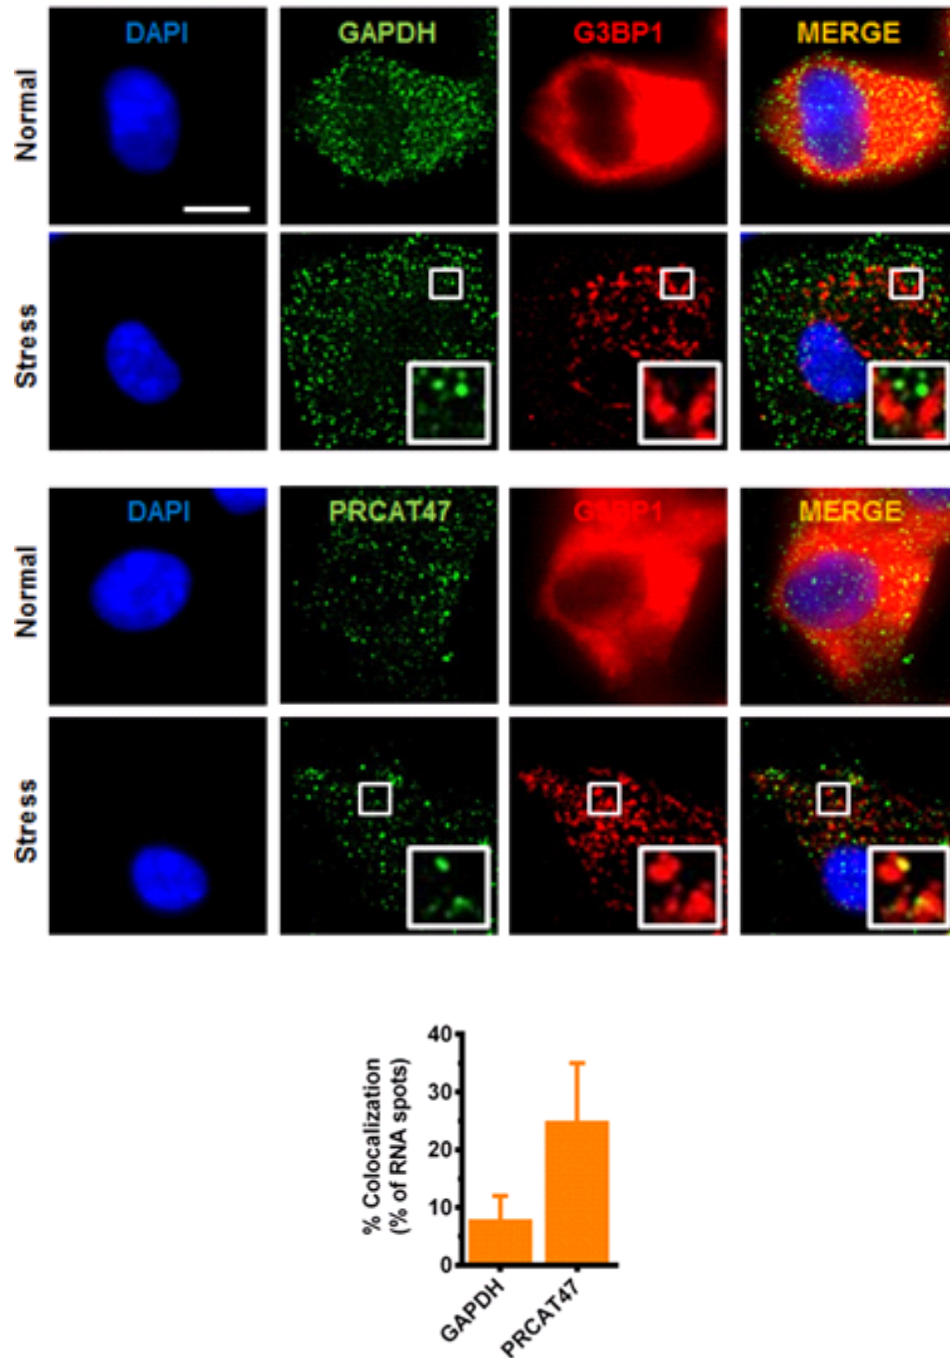 DAPI GAPDH G3BP1 MERGE
Normal
Stress
DAPI PRCAT47 G3BP1 MERGE
Normal
Stress
% Colocalization
(% of RNA spots)
40
30
20
10
0
GAPDH
PRCAT47